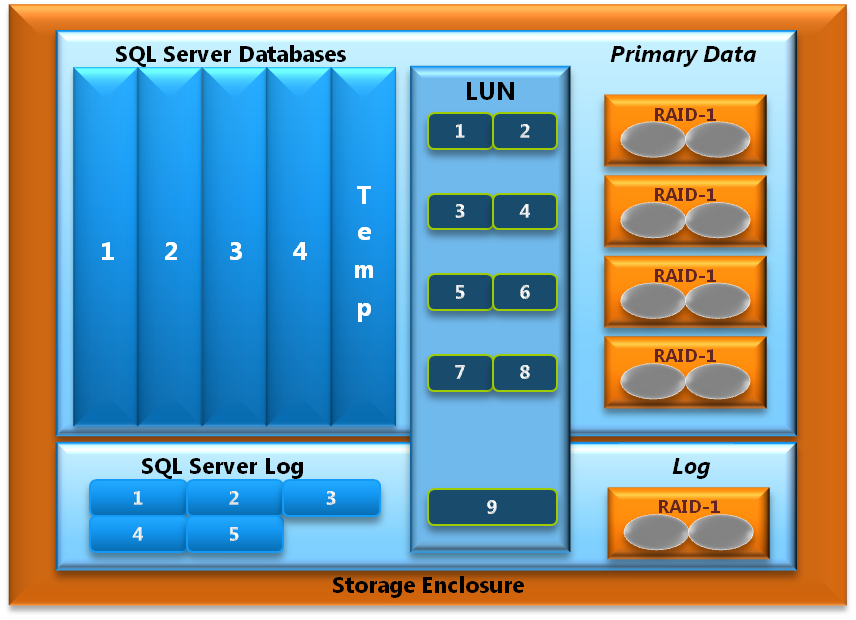 SQL Server Databases
1
2
3
4
Temp
LUN
1 2
3 4
5 6
7 8
9
Primary Data
RAID-1
RAID-1
RAID-1
RAID-1
SQL Server Log
1 2 3
4 5
Log
RAID-1
Storage Enclosure